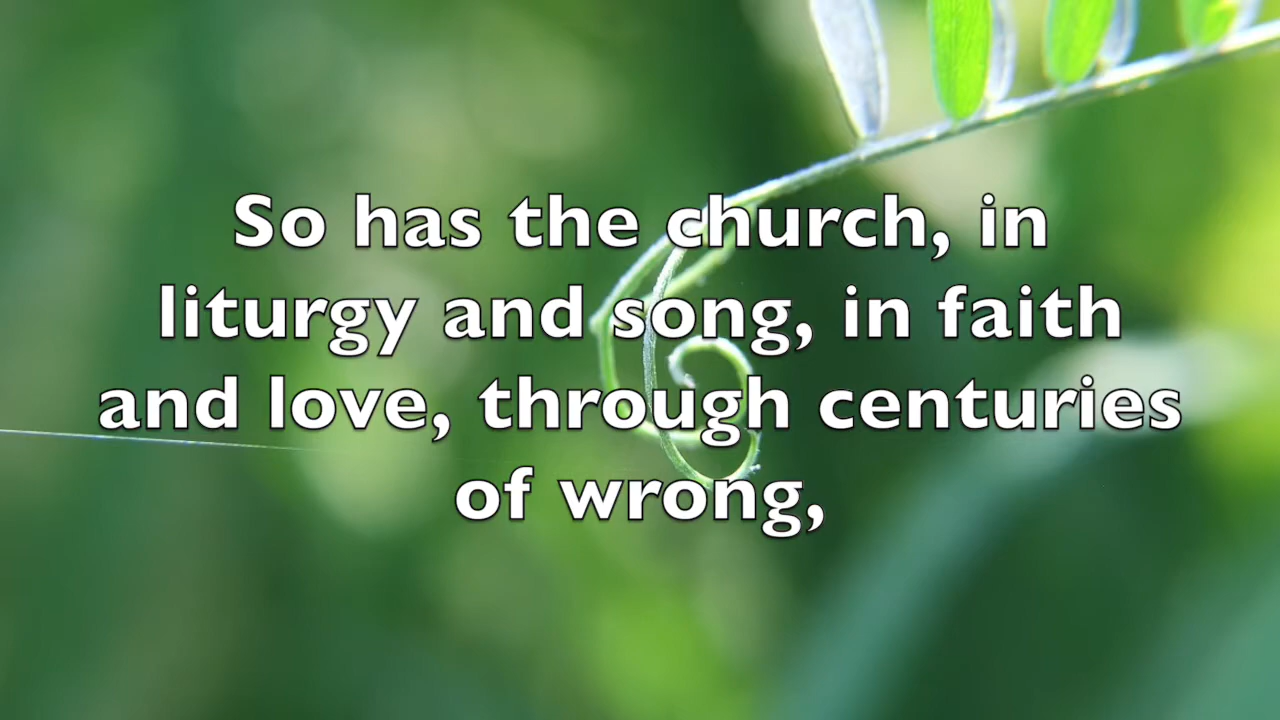 So has the church, in
liturgy and song, in faith
and love, through centuries
of wrong,